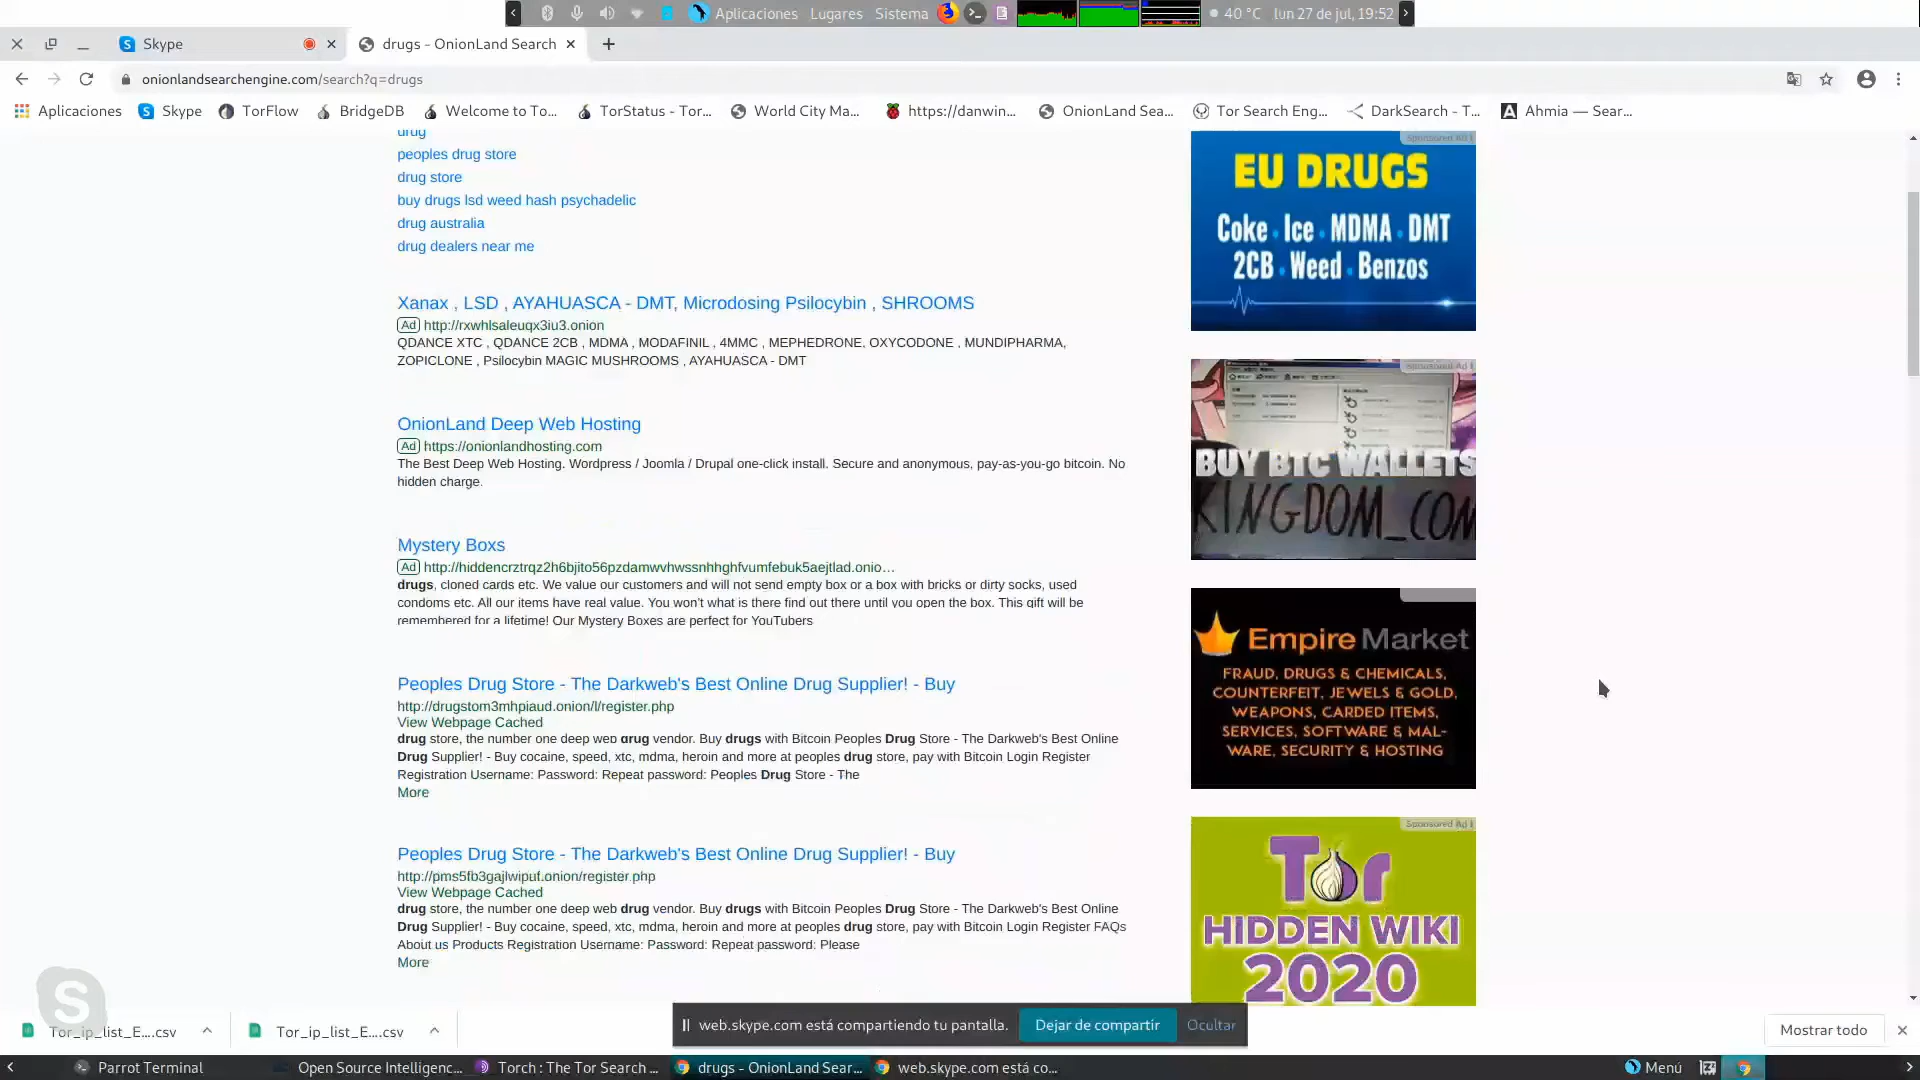 Aplicaciones Lugares Sistema 40 °C lun 27 de jul, 19:52
Skype
drugs - OnionLand Search
onionlandsearchengine.com/search?q=drugs
Aplicaciones Skype TorFlow BridgeDB Welcome to To... TorStatus - Tor... World City Ma... https://danwin... OnionLand Sea... Tor Search Eng... DarkSearch - T... Ahmia — Sear...
drug
peoples drug store
drug store
buy drugs lsd weed hash psychadelic
drug australia
drug dealers near me
Xanax , LSD , AYAHUASCA - DMT, Microdosing Psilocybin , SHROOMS
Ad http://rxwhlsaleuqx3iu3.onion
QDANCE XTC , QDANCE 2CB , MDMA , MODAFINIL , 4MMC , MEPHEDRONE, OXYCODONE , MUNDIPHARMA,
ZOPICLONE , Psilocybin MAGIC MUSHROOMS , AYAHUASCA - DMT
OnionLand Deep Web Hosting
Ad https://onionlandhosting.com
The Best Deep Web Hosting. Wordpress / Joomla / Drupal one-click install. Secure and anonymous, pay-as-you-go bitcoin. No
hidden charge.
Mystery Boxs
Ad http://hiddencrztrqz2h6bjito56pzdamwvhwssnhhghfvumfebuk5aejtlad.onio...
drugs, cloned cards etc. We value our customers and will not send empty box or a box with bricks or dirty socks, used
condoms etc. All our items have real value. You won't what is there find out there until you open the box. This gift will be
remembered for a lifetime! Our Mystery Boxes are perfect for YouTubers
Peoples Drug Store - The Darkweb's Best Online Drug Supplier! - Buy
http://drugstom3mhpiaud.onion/l/register.php
View Webpage Cached
drug store, the number one deep web drug vendor. Buy drugs with Bitcoin Peoples Drug Store - The Darkweb's Best Online
Drug Supplier! - Buy cocaine, speed, xtc, mdma, heroin and more at peoples drug store, pay with Bitcoin Login Register
Registration Username: Password: Repeat password: Peoples Drug Store - The
More
Peoples Drug Store - The Darkweb's Best Online Drug Supplier! - Buy
http://pms5fb3gajlwipuf.onion/register.php
View Webpage Cached
drug store, the number one deep web drug vendor. Buy drugs with Bitcoin Peoples Drug Store - The Darkweb's Best Online
Drug Supplier! - Buy cocaine, speed, xtc, mdma, heroin and more at peoples drug store, pay with Bitcoin Login Register FAQs
About us Products Registration Username: Password: Repeat password: Please
More
Sponsored Ad
EU DRUGS
Coke · Ice · MDMA · DMT
2CB · Weed · Benzos
Sponsored Ad
BUY BTC WALLETS
KINGDOM_COM
Empire Market
FRAUD, DRUGS & CHEMICALS,
COUNTERFEIT, JEWELS & GOLD,
WEAPONS, CARDED ITEMS,
SERVICES, SOFTWARE & MAL-
WARE, SECURITY & HOSTING
Sponsored Ad
Tor
HIDDEN WIKI
2020
S
Tor_ip_list_E....csv
Tor_ip_list_E....csv
web.skype.com está compartiendo tu pantalla. Dejar de compartir Ocultar
Mostrar todo
Parrot Terminal Open Source Intelligenc... Torch : The Tor Search ... drugs - OnionLand Sear... web.skype.com está co... Menú